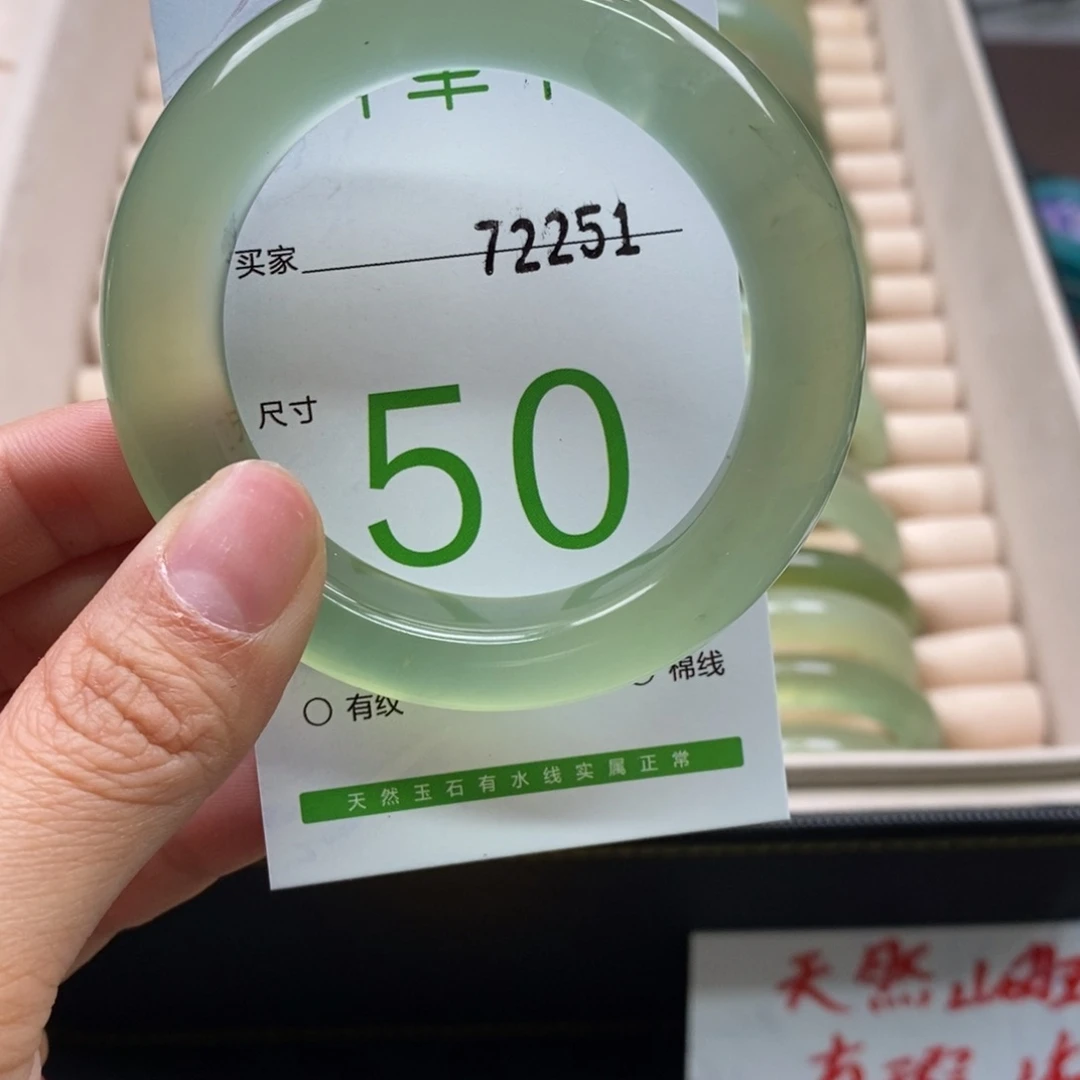 买家 72251
尺寸 50
有纹 棉线
天然玉石有水线实属正常
天然